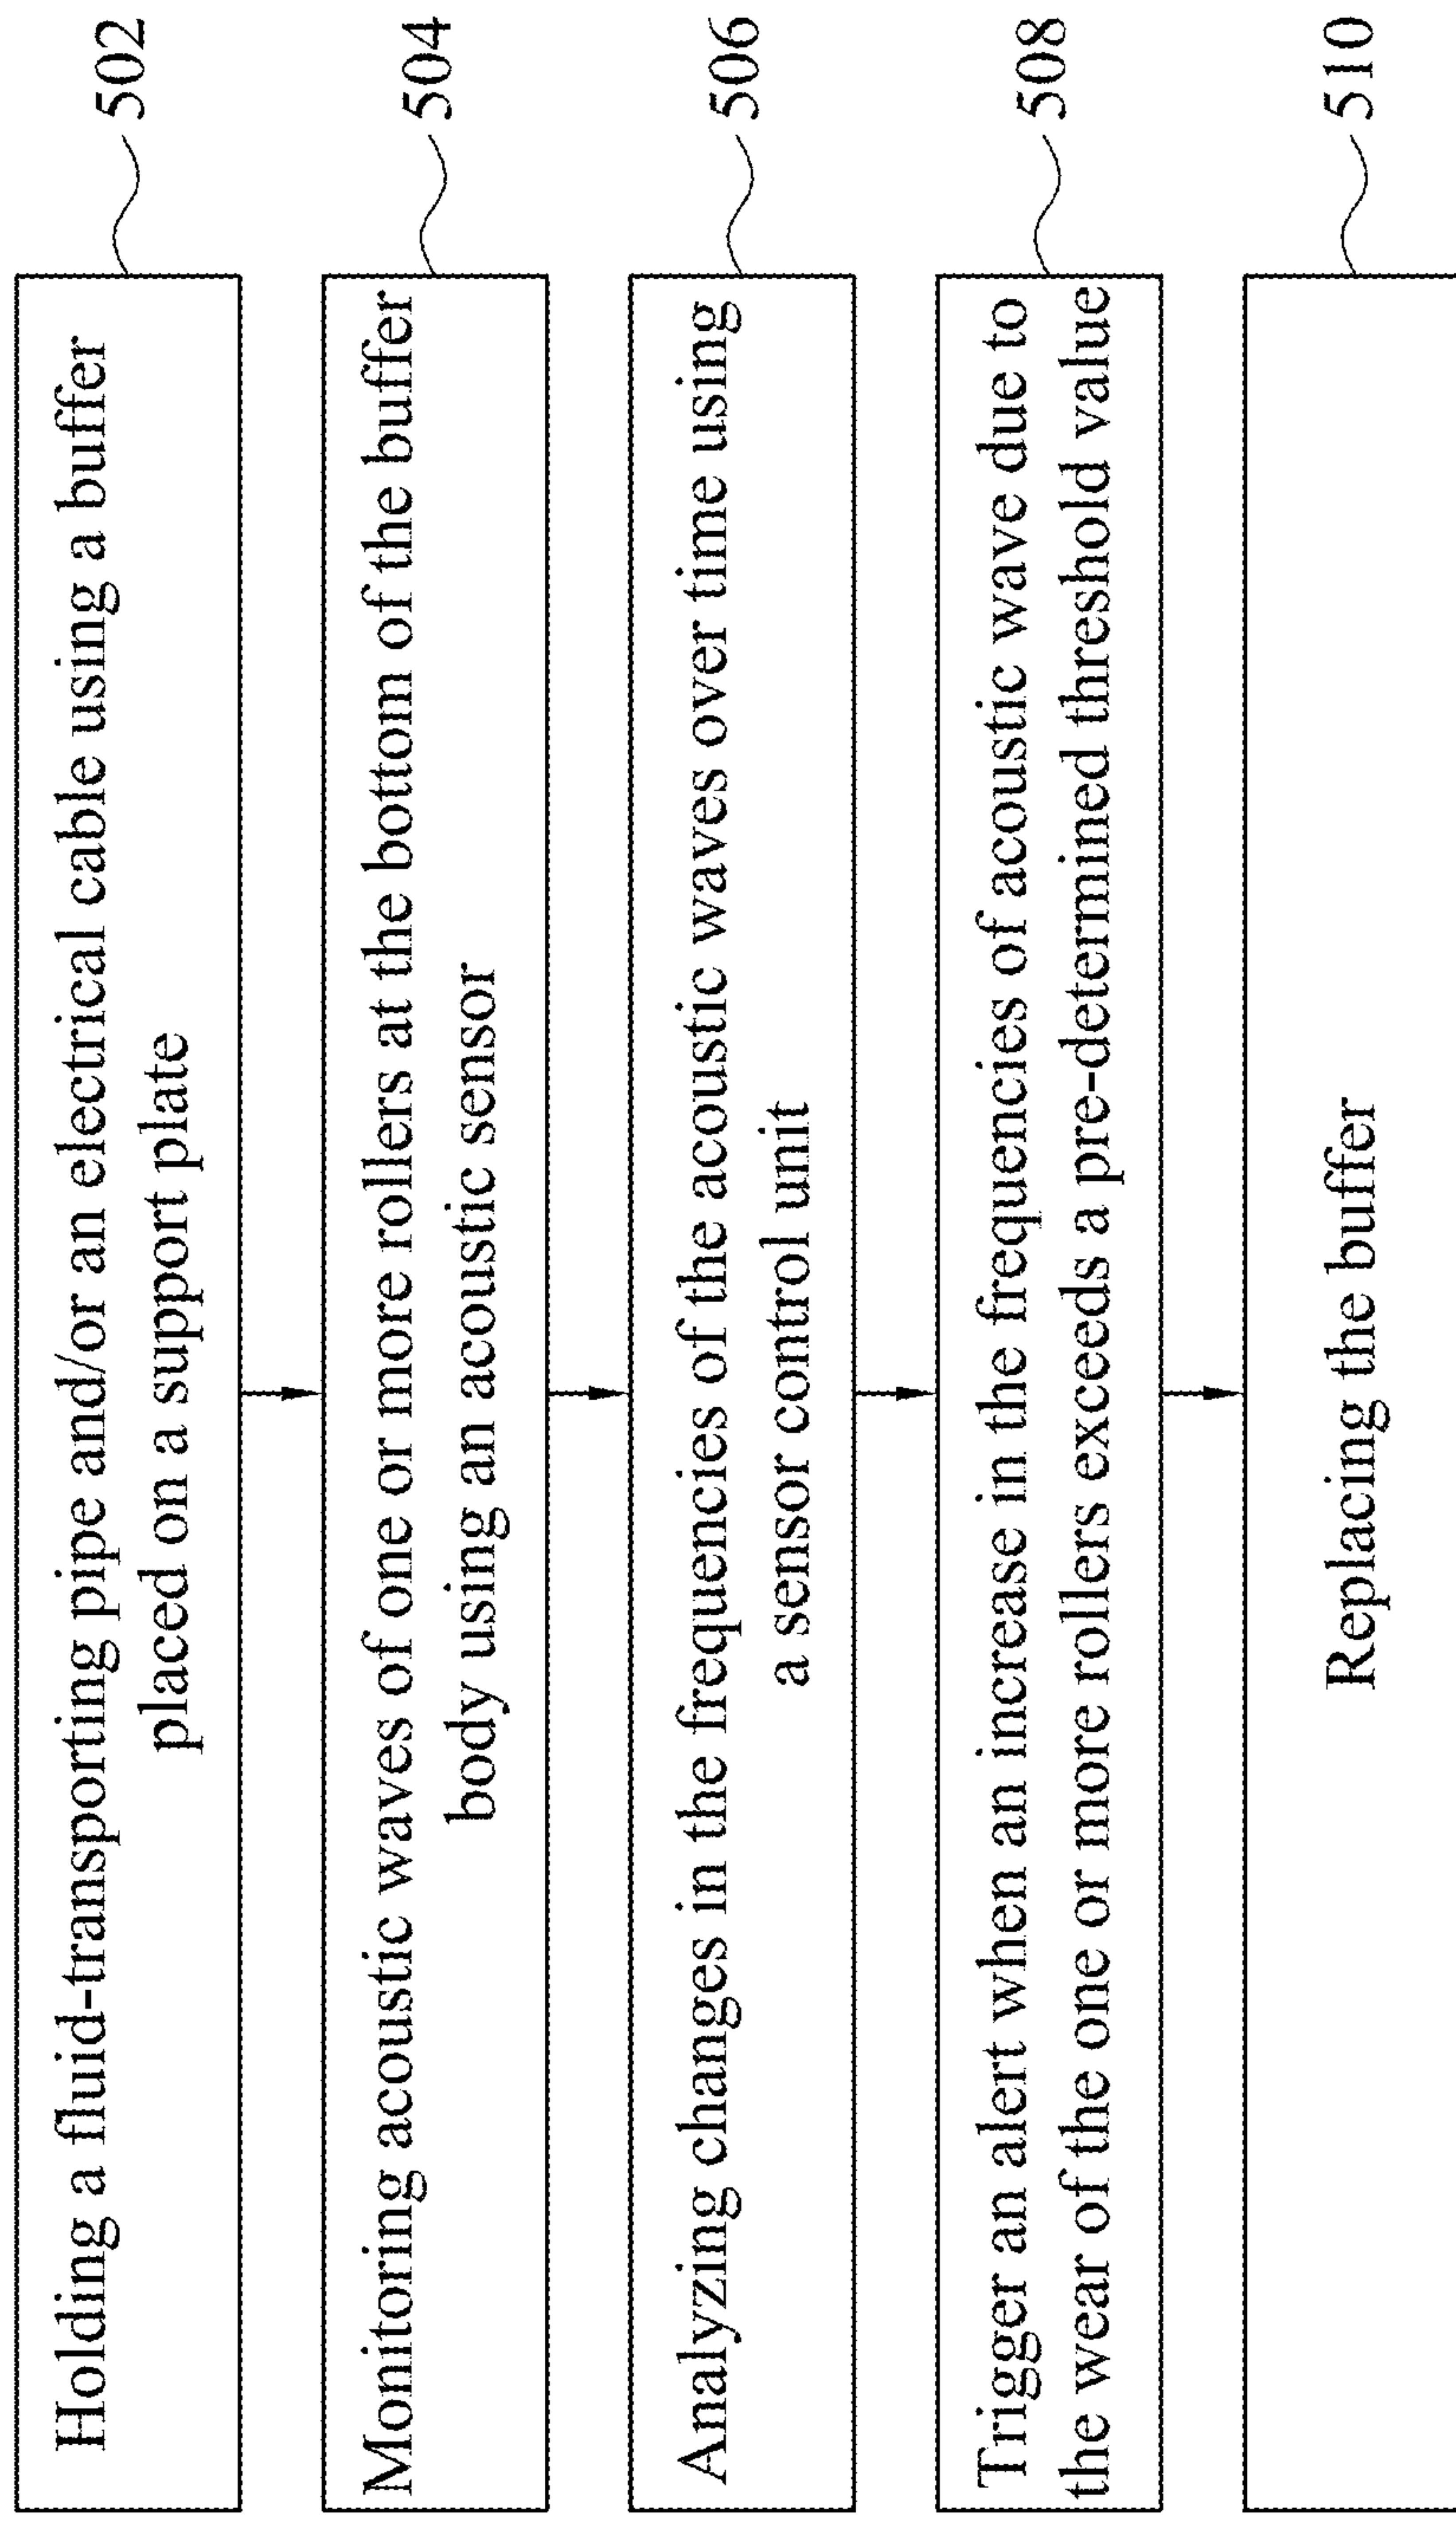 Holding a fluid-transporting pipe and/or an electrical cable using a buffer
placed on a support plate
502
Monitoring acoustic waves of one or more rollers at the bottom of the buffer
body using an acoustic sensor
504
Analyzing changes in the frequencies of the acoustic waves over time using
a sensor control unit
506
Trigger an alert when an increase in the frequencies of acoustic wave due to
the wear of the one or more rollers exceeds a pre-determined threshold value
508
Replacing the buffer
510